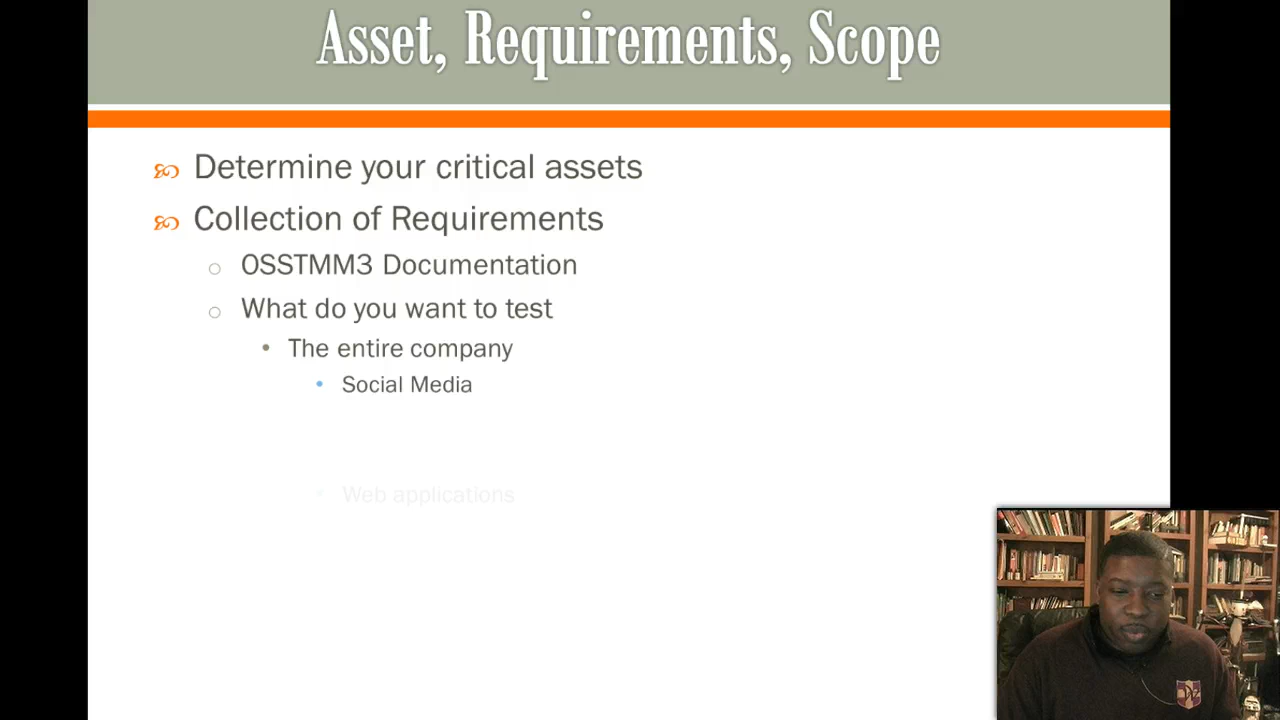 Asset, Requirements, Scope
Determine your critical assets
Collection of Requirements
OSSTMM3 Documentation
What do you want to test
The entire company
Social Media
Web applications